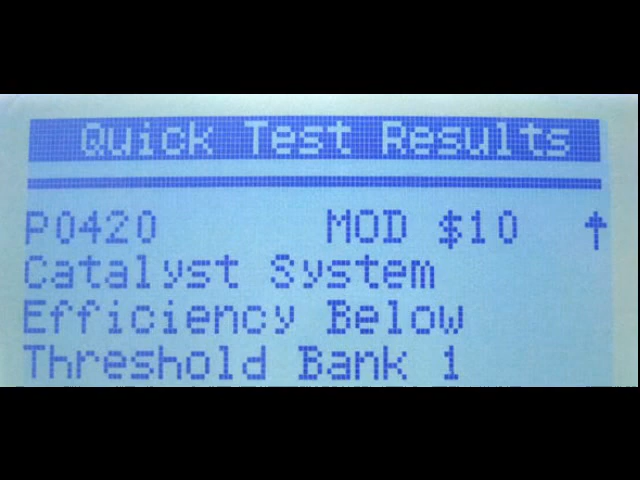 Quick Test Results
P0420 MOD $10 ↑
Catalyst System
Efficiency Below
Threshold Bank 1